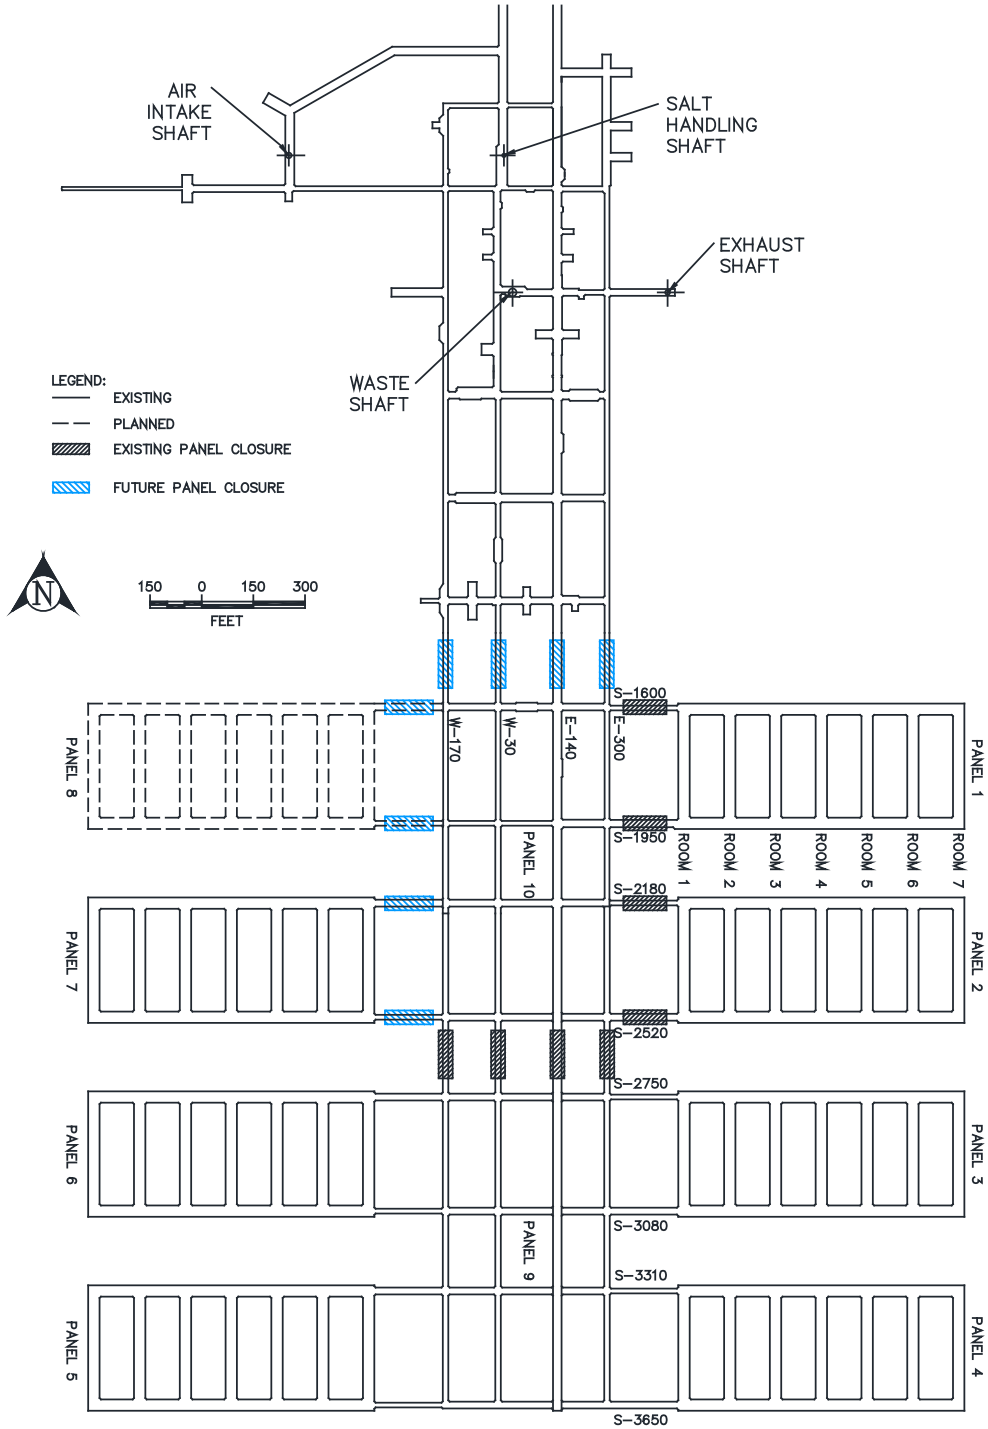 AIR
INTAKE
SHAFT
SALT
HANDLING
SHAFT
EXHAUST
SHAFT
WASTE
SHAFT
LEGEND:
EXISTING
PLANNED
EXISTING PANEL CLOSURE
FUTURE PANEL CLOSURE
N
150 0 150 300
FEET
S-1600
W-170
W-30
E-140
E-300
PANEL 8
PANEL 1
S-1950
PANEL 10
ROOM 1
ROOM 2
ROOM 3
ROOM 4
ROOM 5
ROOM 6
ROOM 7
S-2180
PANEL 7
PANEL 2
S-2520
S-2750
PANEL 6
PANEL 3
S-3080
PANEL 9
S-3310
PANEL 5
PANEL 4
S-3650